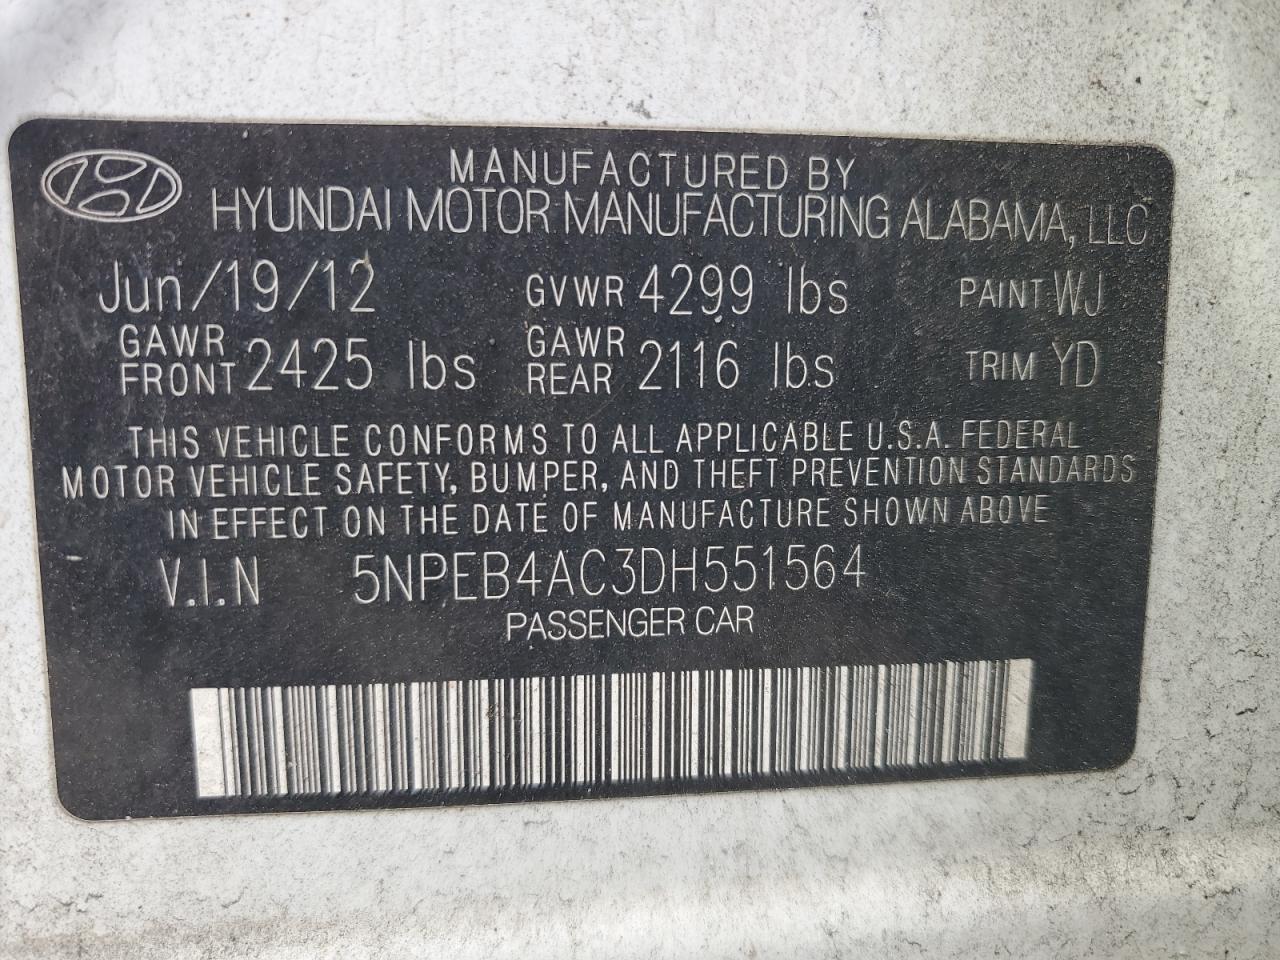 MANUFACTURED BY
HYUNDAI MOTOR MANUFACTURING ALABAMA, LLC
Jun/19/12 GVWR 4299 lbs PAINT WJ
GAWR FRONT 2425 lbs GAWR REAR 2116 lbs TRIM YD
THIS VEHICLE CONFORMS TO ALL APPLICABLE U.S.A. FEDERAL
MOTOR VEHICLE SAFETY, BUMPER, AND THEFT PREVENTION STANDARDS
IN EFFECT ON THE DATE OF MANUFACTURE SHOWN ABOVE
V.I.N 5NPEB4AC3DH551564
PASSENGER CAR